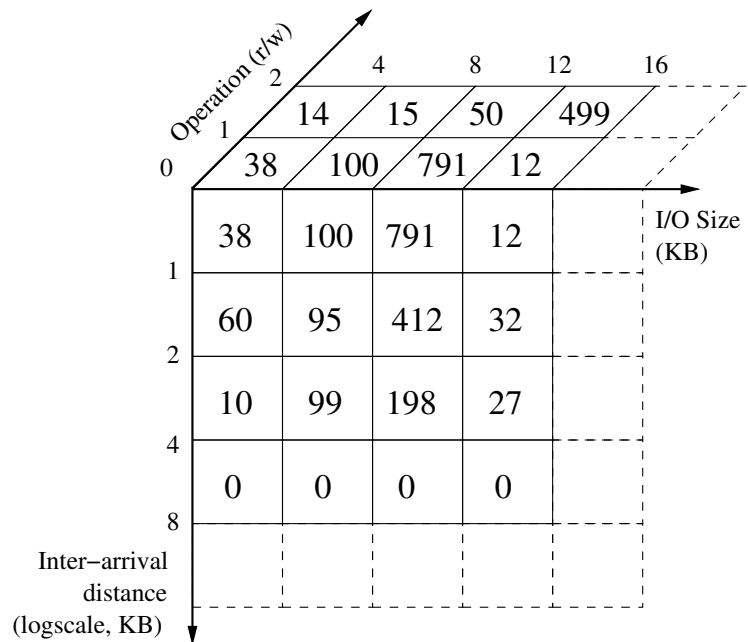 Operation (r/w)
4 8 12 16
2
14 15 50 499
1
38 100 791 12
0
I/O Size
(KB)
38 100 791 12
1
60 95 412 32
2
10 99 198 27
4
0 0 0 0
8
Inter−arrival
distance
(logscale, KB)